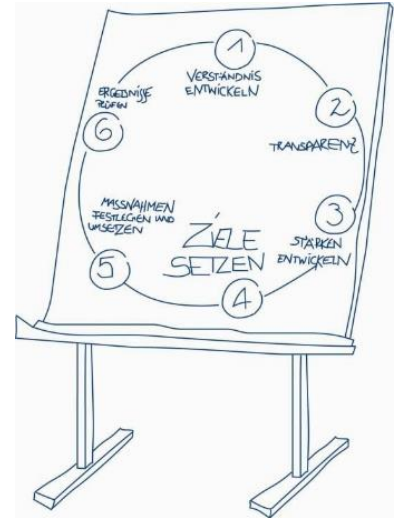 1
VERSTÄNDNIS
ENTWICKELN
2
TRANSPARENZ
3
STÄRKEN
ENTWICKELN
ZIELE
SETZEN
4
MASSNAHMEN
FESTLEGEN UND
UMSETZEN
5
ERGEBNISSE
PRÜFEN
6